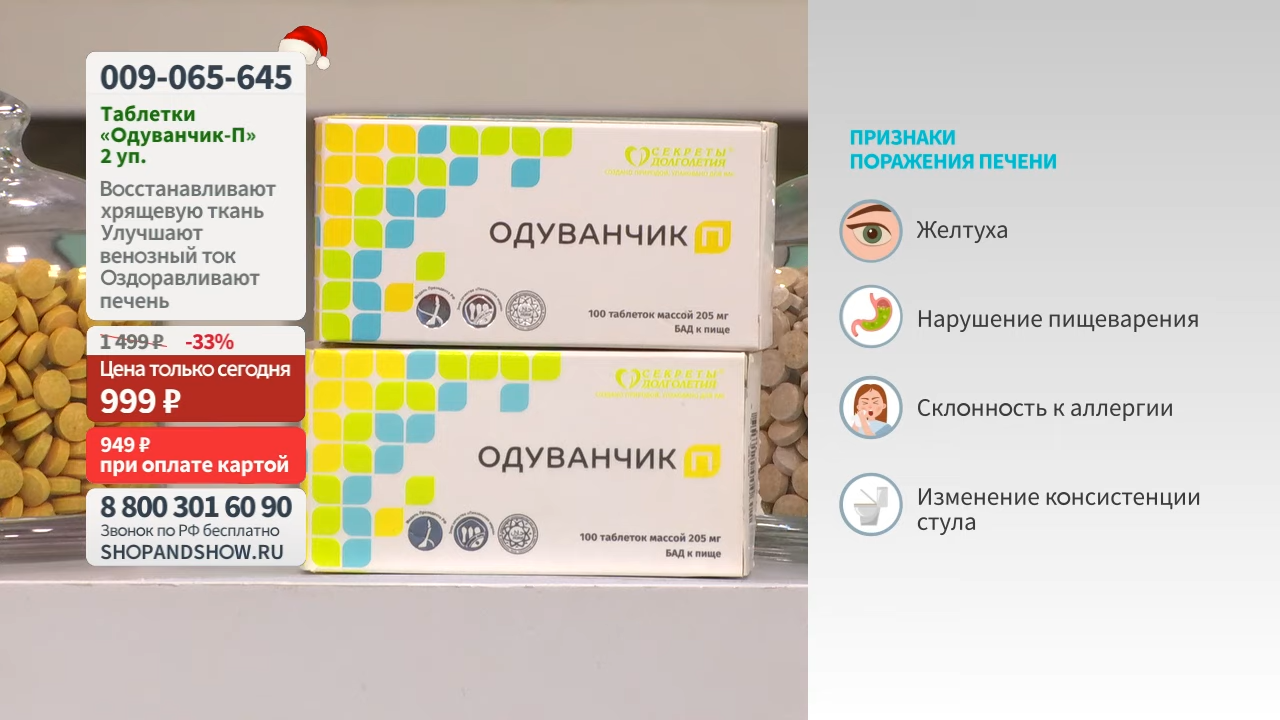 009-065-645
Таблетки
«Одуванчик-П»
2 уп.
Восстанавливают
хрящевую ткань
Улучшают
венозный ток
Оздоравливают
печень
1 499 ₽ -33%
Цена только сегодня
999 ₽
949 ₽
при оплате картой
8 800 301 60 90
Звонок по РФ бесплатно
SHOPANDSHOW.RU
СЕКРЕТЫ
ДОЛГОЛЕТИЯ
ОДУВАНЧИК П
100 таблеток массой 205 мг
БАД к пище
СЕКРЕТЫ
ДОЛГОЛЕТИЯ
ОДУВАНЧИК П
100 таблеток массой 205 мг
БАД к пище
ПРИЗНАКИ
ПОРАЖЕНИЯ ПЕЧЕНИ
Желтуха
Нарушение пищеварения
Склонность к аллергии
Изменение консистенции
стула